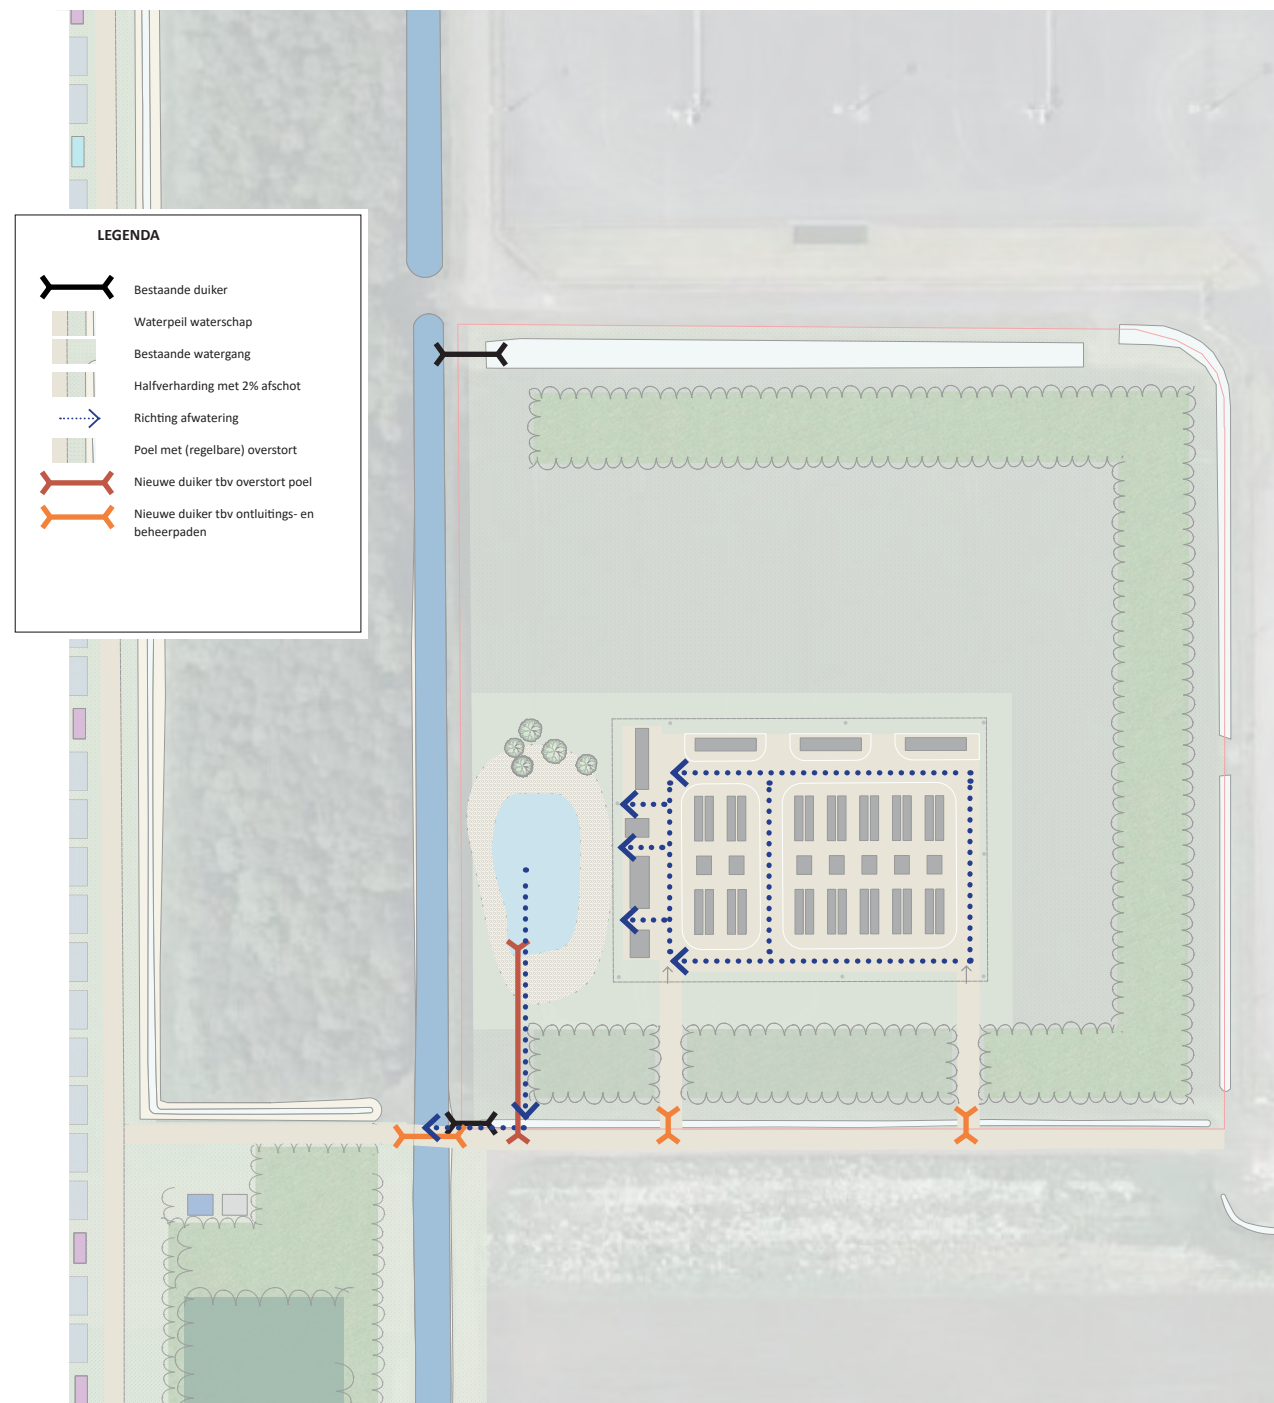 LEGENDA
Bestaande duiker
Waterpeil waterschap
Bestaande watergang
Halfverharding met 2% afschot
Richting afwatering
Poel met (regelbare) overstort
Nieuwe duiker tbv overstort poel
Nieuwe duiker tbv ontluitings- en
beheerpaden